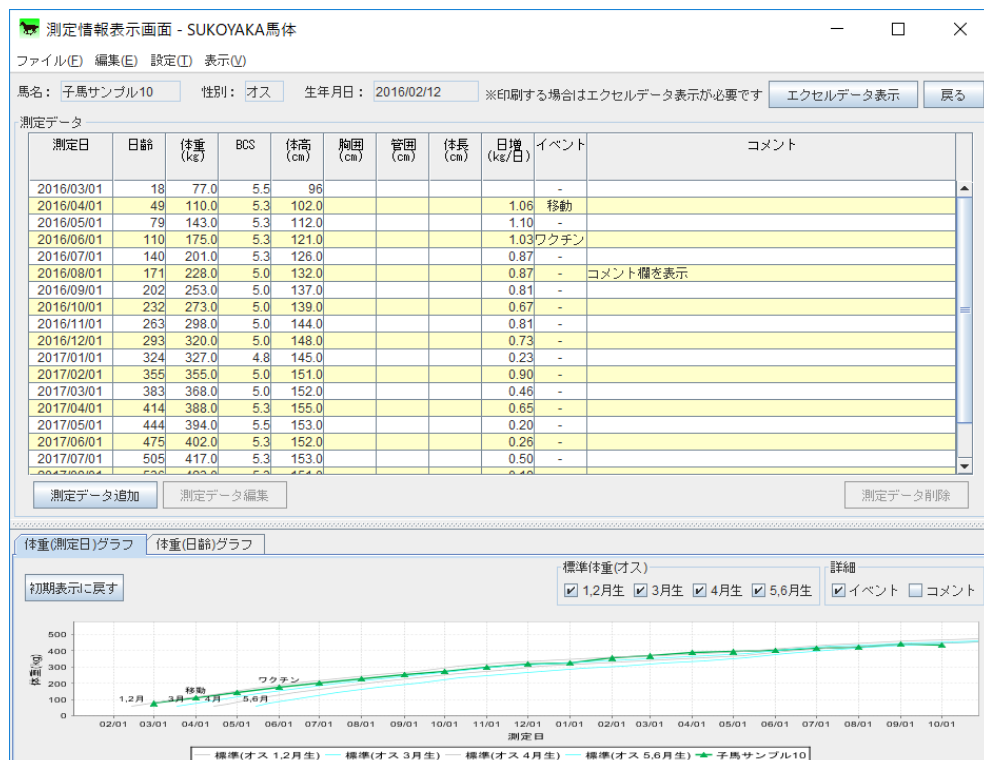 測定情報表示画面 - SUKOYAKA馬体
ファイル(F) 編集(E) 設定(T) 表示(V)
馬名： 子馬サンプル10 性別： オス 生年月日： 2016/02/12 ※印刷する場合はエクセルデータ表示が必要です エクセルデータ表示 戻る
測定データ
測定日 日齢 体重(kg) BCS 体高(cm) 胸囲(cm) 管囲(cm) 体長(cm) 日増(kg/日) イベント コメント
2016/03/01 18 77.0 5.5 96 -
2016/04/01 49 110.0 5.3 102.0 1.06 移動
2016/05/01 79 143.0 5.3 112.0 1.10 -
2016/06/01 110 175.0 5.3 121.0 1.03 ワクチン
2016/07/01 140 201.0 5.3 126.0 0.87 -
2016/08/01 171 228.0 5.0 132.0 0.87 - コメント欄を表示
2016/09/01 202 253.0 5.0 137.0 0.81 -
2016/10/01 232 273.0 5.0 139.0 0.67 -
2016/11/01 263 298.0 5.0 144.0 0.81 -
2016/12/01 293 320.0 5.0 148.0 0.73 -
2017/01/01 324 327.0 4.8 145.0 0.23 -
2017/02/01 355 355.0 5.0 151.0 0.90 -
2017/03/01 383 368.0 5.0 152.0 0.46 -
2017/04/01 414 388.0 5.3 155.0 0.65 -
2017/05/01 444 394.0 5.5 153.0 0.20 -
2017/06/01 475 402.0 5.3 152.0 0.26 -
2017/07/01 505 417.0 5.3 153.0 0.50 -
測定データ追加 測定データ編集 測定データ削除
体重(測定日)グラフ 体重(日齢)グラフ
初期表示に戻す
標準体重(オス)
1,2月生 3月生 4月生 5,6月生
詳細
イベント コメント
体重(kg)
500
400
300
200
100
0
1,2月 3月 移動 4月 5,6月 ワクチン
02/01 03/01 04/01 05/01 06/01 07/01 08/01 09/01 10/01 11/01 12/01 01/01 02/01 03/01 04/01 05/01 06/01 07/01 08/01 09/01 10/01
測定日
標準(オス 1,2月生) 標準(オス 3月生) 標準(オス 4月生) 標準(オス 5,6月生) 子馬サンプル10